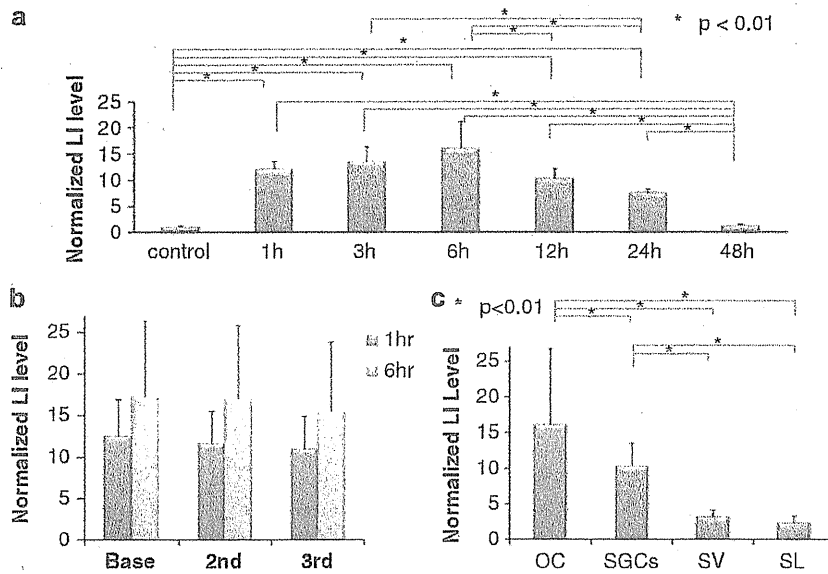 a
* p < 0.01
* * *
*
*
*
*
*
Normalized LI level
25
20
15
10
5
0
*
*
*
*
*
control 1h 3h 6h 12h 24h 48h
b
Normalized LI level
25
20
15
10
5
0
1hr
6hr
Base 2nd 3rd
c
* p<0.01
*
* *
*
*
Normalized LI Level
25
20
15
10
5
0
OC SGCs SV SL